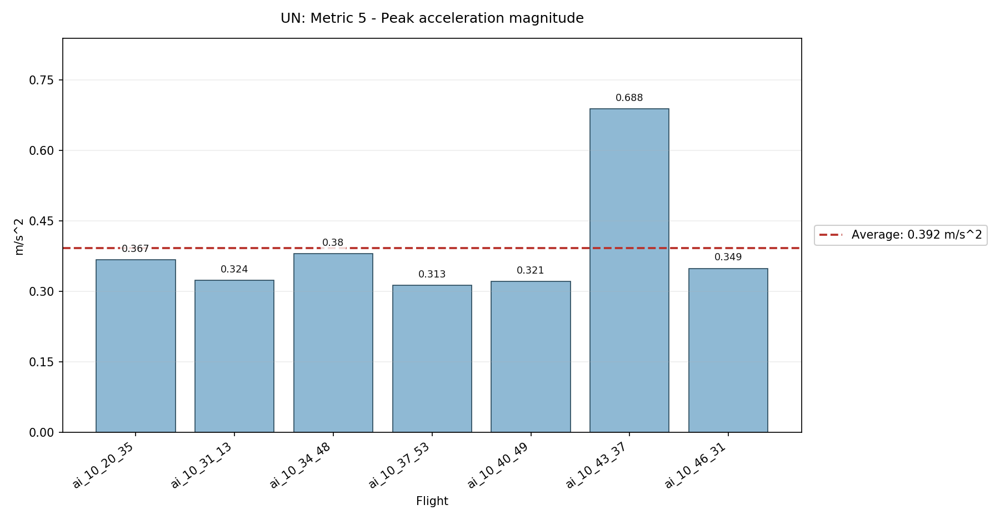 UN: Metric 5 - Peak acceleration magnitude
m/s^2
0.75
0.60
0.45
0.30
0.15
0.00
0.367
0.324
0.38
0.313
0.321
0.688
0.349
Average: 0.392 m/s^2
ai_10_20_35
ai_10_31_13
ai_10_34_48
ai_10_37_53
ai_10_40_49
ai_10_43_37
ai_10_46_31
Flight